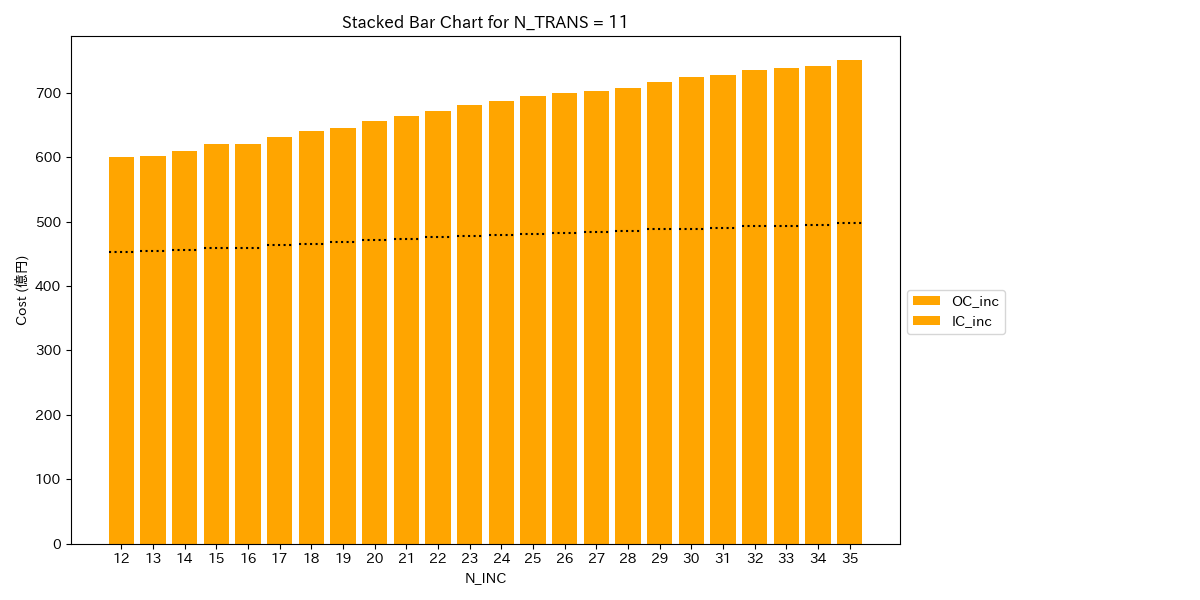 Stacked Bar Chart for N_TRANS = 11
Cost (億円)
700
600
500
400
300
200
100
0
12 13 14 15 16 17 18 19 20 21 22 23 24 25 26 27 28 29 30 31 32 33 34 35
N_INC
OC_inc
IC_inc